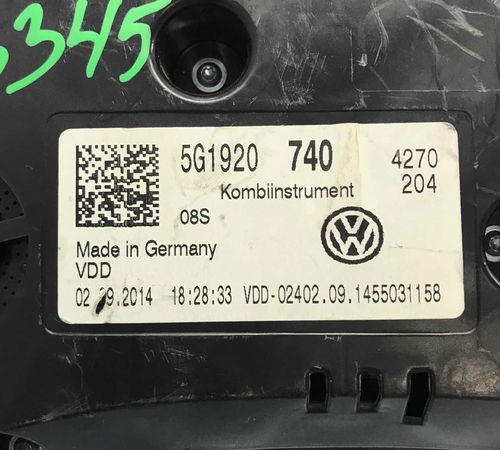 345
5G1920 740 4270
Kombiinstrument 204
08S
Made in Germany
VDD
02 09.2014 18:28:33 VDD-02402.09.1455031158